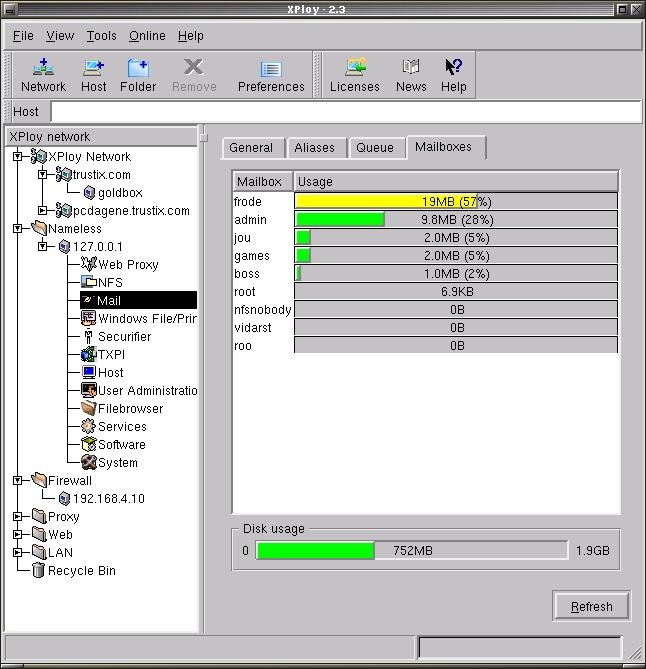 XPloy - 2.3
File View Tools Online Help
Network Host Folder Remove Preferences Licenses News Help
Host
XPloy network
XPloy Network
trustix.com
goldbox
pcdagene.trustix.com
Nameless
127.0.0.1
Web Proxy
NFS
Mail
Windows File/Prin
Securifier
TXPI
Host
User Administratio
Filebrowser
Services
Software
System
Firewall
192.168.4.10
Proxy
Web
LAN
Recycle Bin
General Aliases Queue Mailboxes
Mailbox Usage
frode 19MB (57%)
admin 9.8MB (28%)
jou 2.0MB (5%)
games 2.0MB (5%)
boss 1.0MB (2%)
root 6.9KB
nfsnobody 0B
vidarst 0B
roo 0B
Disk usage
0 752MB 1.9GB
Refresh